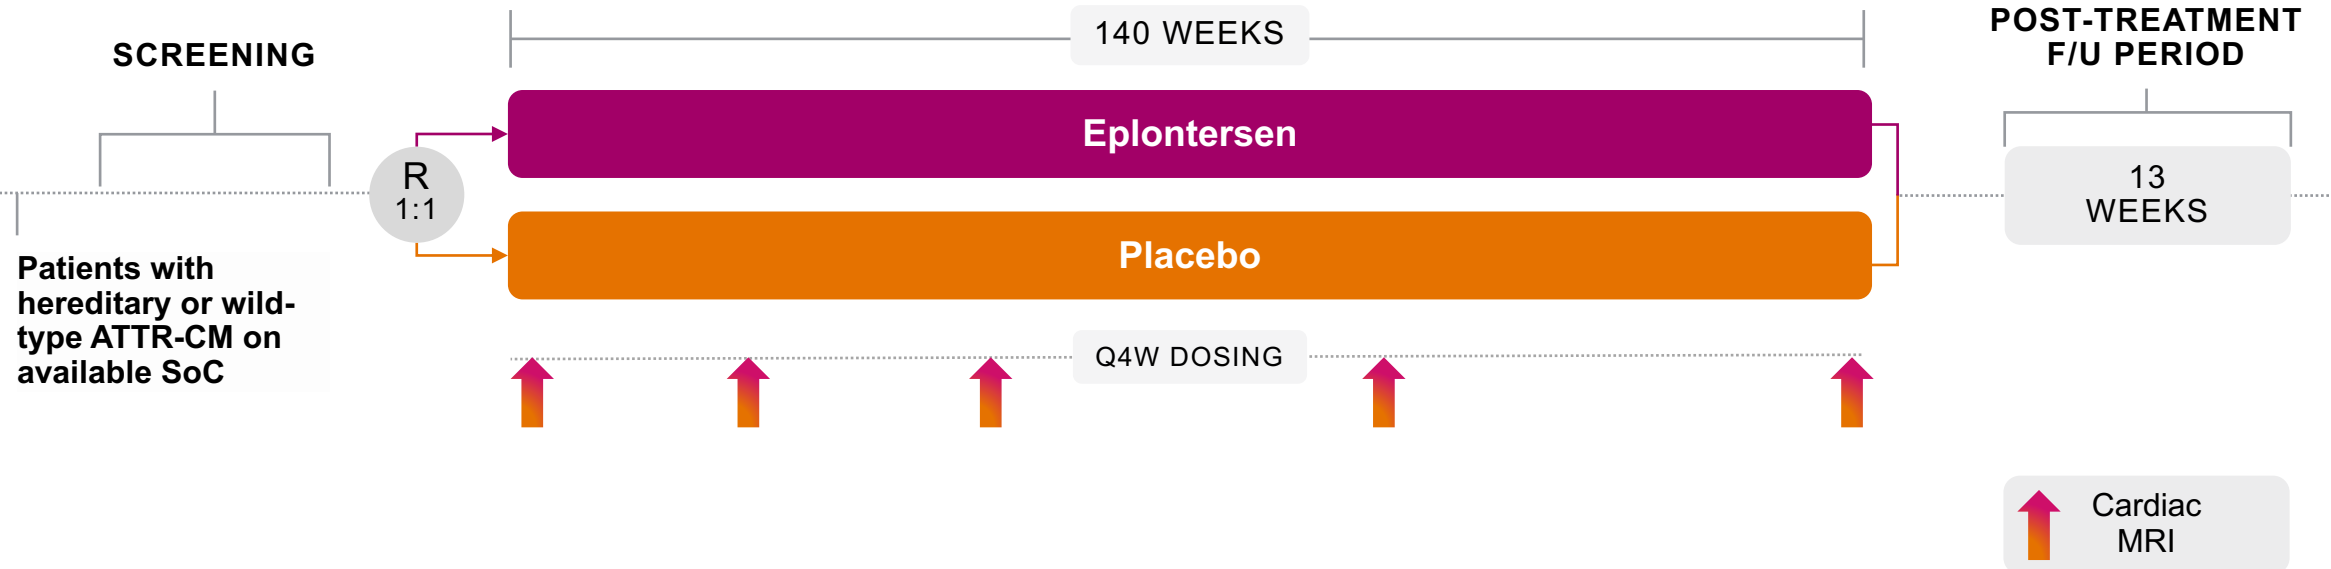 SCREENING
140 WEEKS
POST-TREATMENT
F/U PERIOD
Eplontersen
R
1:1
13
WEEKS
Placebo
Patients with
hereditary or wild-
type ATTR-CM on
available SoC
Q4W DOSING
Cardiac
MRI